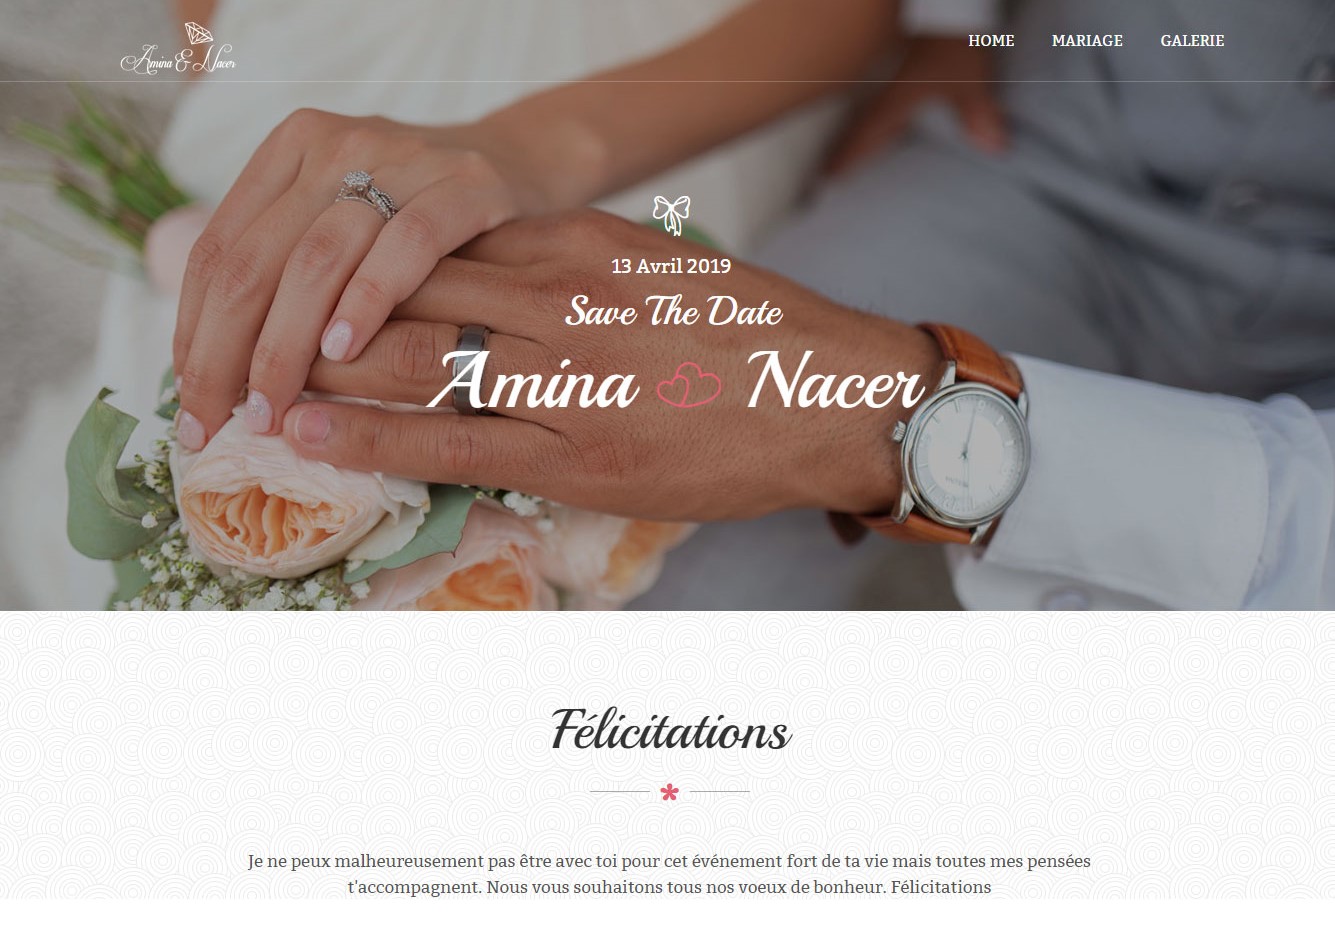 Amina & Nacer
HOME MARIAGE GALERIE
13 Avril 2019
Save The Date
Amina Nacer
Félicitations
Je ne peux malheureusement pas être avec toi pour cet événement fort de ta vie mais toutes mes pensées
t'accompagnent. Nous vous souhaitons tous nos voeux de bonheur. Félicitations